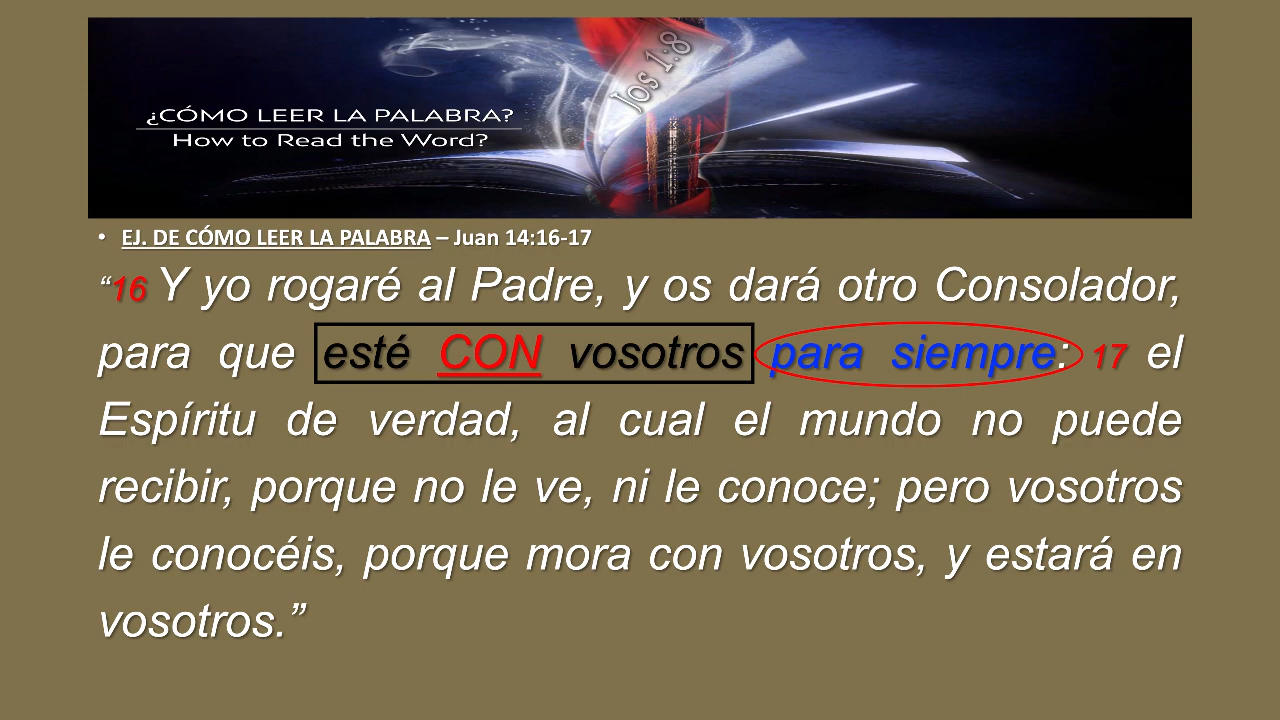 Jos 1:8
¿CÓMO LEER LA PALABRA?
How to Read the Word?
• EJ. DE CÓMO LEER LA PALABRA – Juan 14:16-17
“16 Y yo rogaré al Padre, y os dará otro Consolador,
para que esté CON vosotros para siempre: 17 el
Espíritu de verdad, al cual el mundo no puede
recibir, porque no le ve, ni le conoce; pero vosotros
le conocéis, porque mora con vosotros, y estará en
vosotros.”